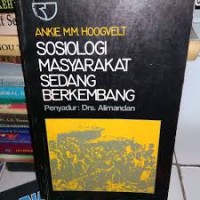 ANKIE M.M. HOOGVELT
SOSIOLOGI
MASYARAKAT
SEDANG
BERKEMBANG
Penyadur: Drs. Alimandan